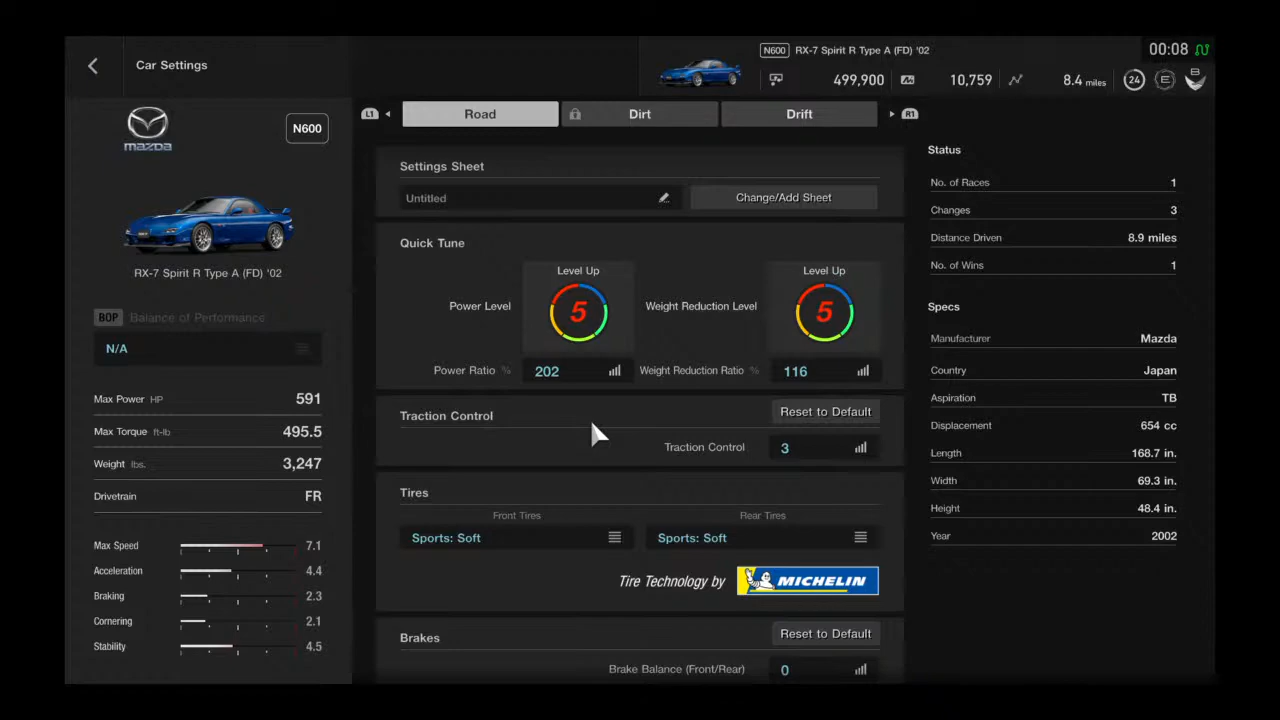 Car Settings
N600 RX-7 Spirit R Type A (FD) '02
00:08
499,900
10,759
8.4 miles
24
E
B
mazda
N600
RX-7 Spirit R Type A (FD) '02
BOP Balance of Performance
N/A
Max Power HP 591
Max Torque ft-lb 495.5
Weight lbs. 3,247
Drivetrain FR
Max Speed 7.1
Acceleration 4.4
Braking 2.3
Cornering 2.1
Stability 4.5
L1 Road Dirt Drift R1
Settings Sheet
Untitled
Change/Add Sheet
Quick Tune
Power Level
Level Up
5
Weight Reduction Level
Level Up
5
Power Ratio % 202
Weight Reduction Ratio % 116
Traction Control
Reset to Default
Traction Control 3
Tires
Front Tires Rear Tires
Sports: Soft Sports: Soft
Tire Technology by MICHELIN
Brakes
Reset to Default
Brake Balance (Front/Rear) 0
Status
No. of Races 1
Changes 3
Distance Driven 8.9 miles
No. of Wins 1
Specs
Manufacturer Mazda
Country Japan
Aspiration TB
Displacement 654 cc
Length 168.7 in.
Width 69.3 in.
Height 48.4 in.
Year 2002